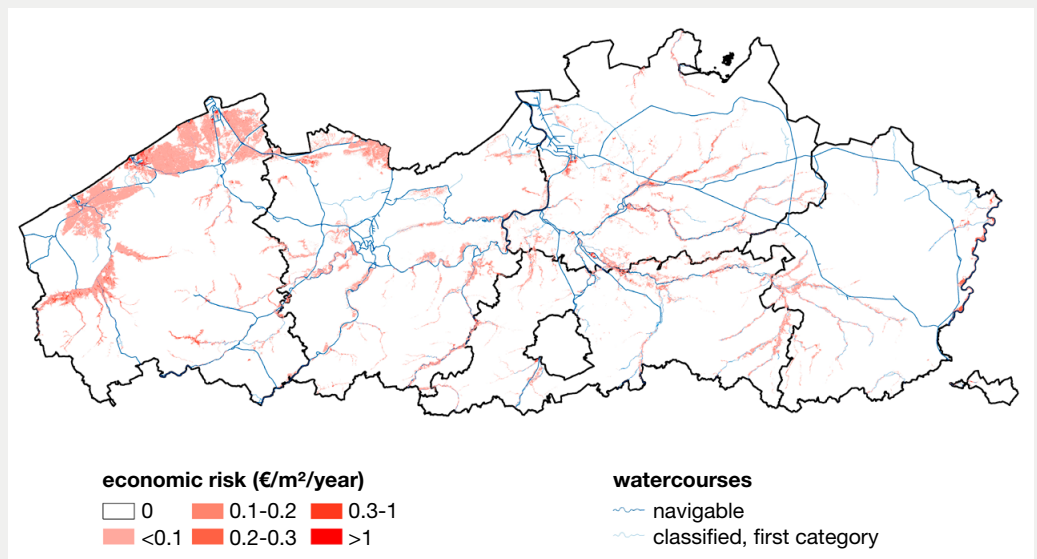 economic risk (€/m²/year)
0
0.1-0.2
0.3-1
<0.1
0.2-0.3
>1
watercourses
navigable
classified, first category